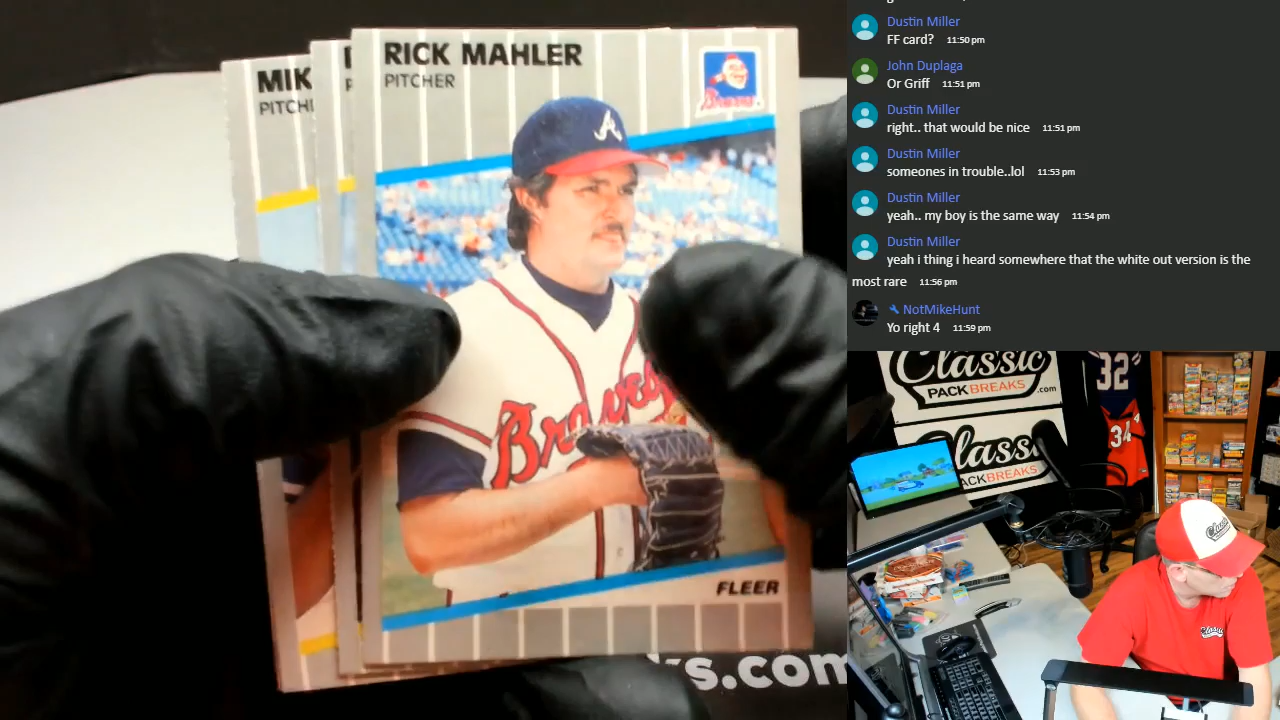 RICK MAHLER
PITCHER
Braves
MIK
PITCH
A
Braves
FLEER
s.com
Dustin Miller
FF card? 11:50 pm
John Duplaga
Or Griff 11:51 pm
Dustin Miller
right.. that would be nice 11:51 pm
Dustin Miller
someones in trouble..lol 11:53 pm
Dustin Miller
yeah.. my boy is the same way 11:54 pm
Dustin Miller
yeah i thing i heard somewhere that the white out version is the
most rare 11:56 pm
NotMikeHunt
Yo right 4 11:59 pm
Classic
PACKBREAKS.com
Class
ACKBREAKS
32
34
Classic